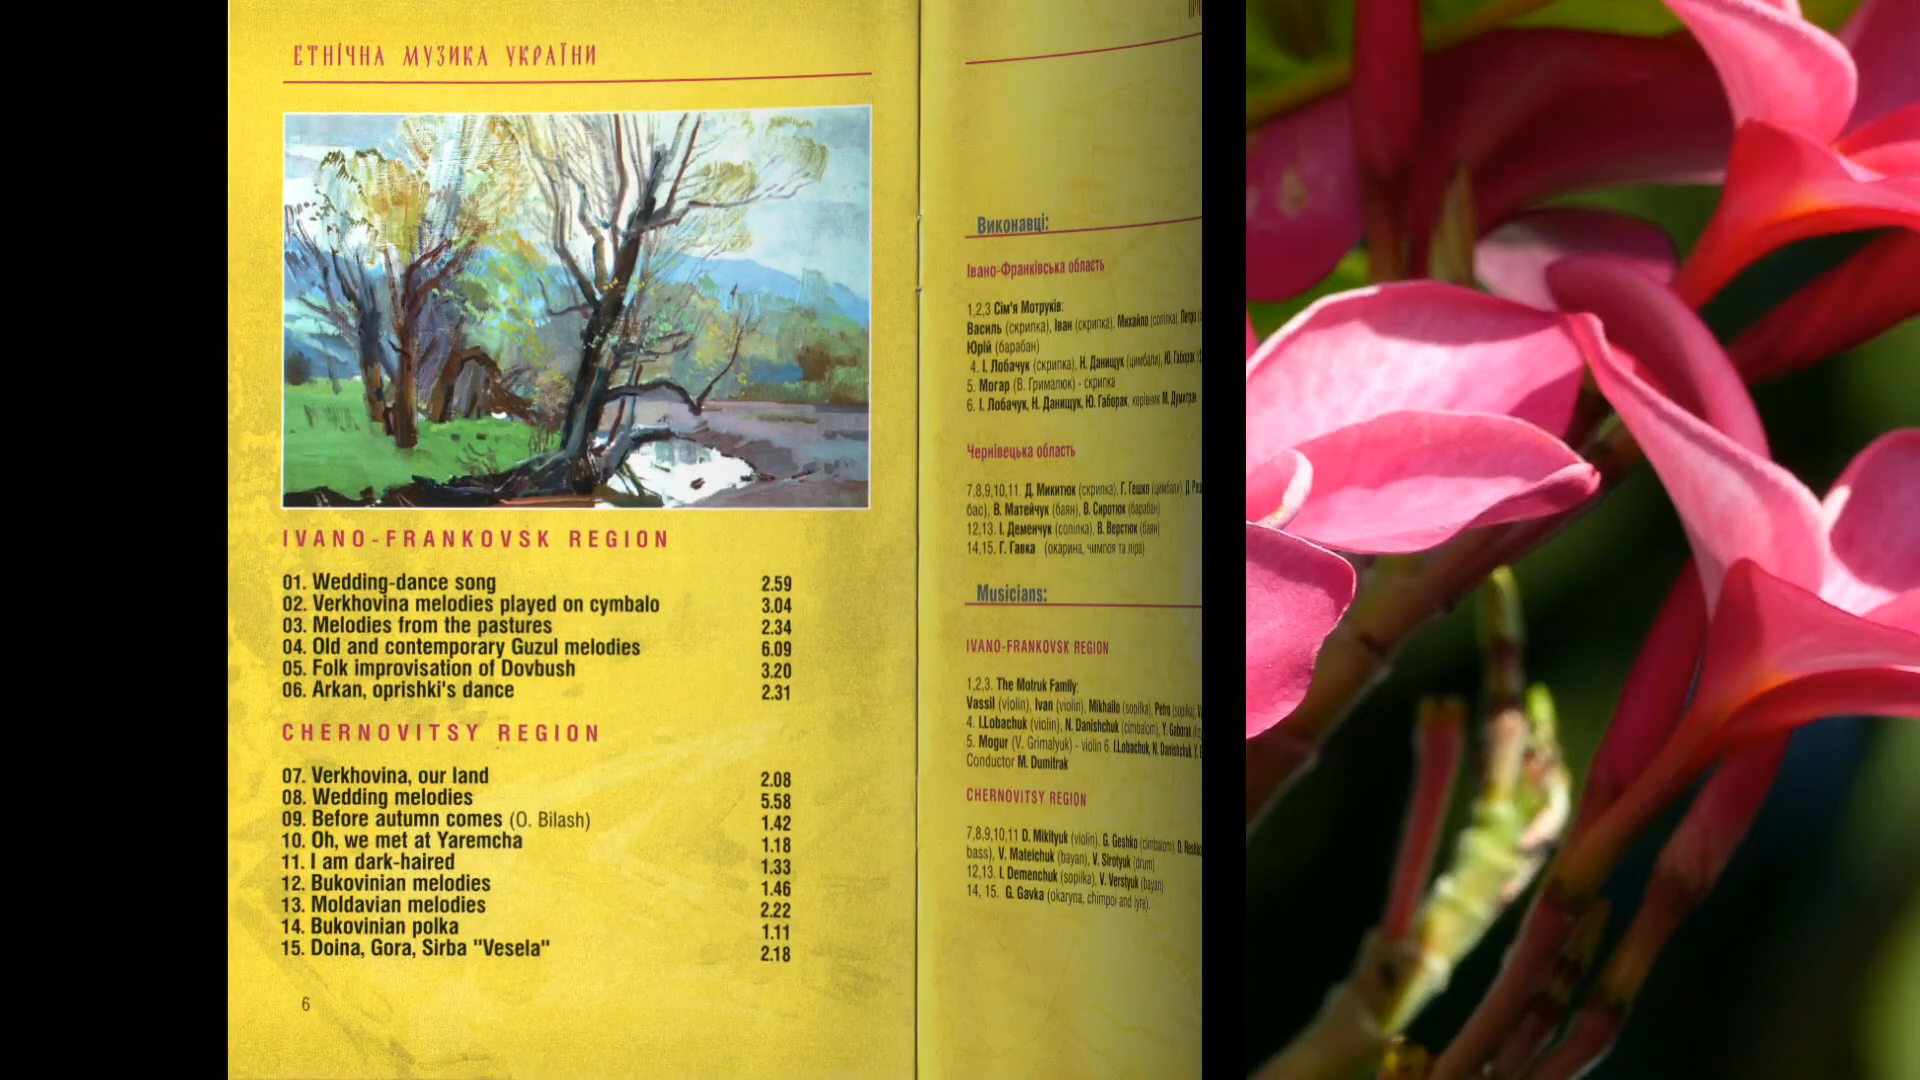 ЕТНІЧНА МУЗИКА УКРАЇНИ
IVANO-FRANKOVSK REGION
01. Wedding-dance song 2.59
02. Verkhovina melodies played on cymbalo 3.04
03. Melodies from the pastures 2.34
04. Old and contemporary Guzul melodies 6.09
05. Folk improvisation of Dovbush 3.20
06. Arkan, oprishki's dance 2.31
CHERNOVITSY REGION
07. Verkhovina, our land 2.08
08. Wedding melodies 5.58
09. Before autumn comes (O. Bilash) 1.42
10. Oh, we met at Yaremcha 1.18
11. I am dark-haired 1.33
12. Bukovinian melodies 1.46
13. Moldavian melodies 2.22
14. Bukovinian polka 1.11
15. Doina, Gora, Sirba "Vesela" 2.18
6
Виконавці:
Івано-Франківська область
1,2,3 Сім'я Мотруків:
Василь (скрипка), Іван (скрипка), Михайло (сопілка), Петро
Юрій (барабан)
4. І. Лобачук (скрипка), Н. Данищук (цимбали), Ю. Габорак
5. Могар (В. Грималюк) - скрипка
6. І. Лобачук, Н. Данищук, Ю. Габорак, керівник М. Думитрак
Чернівецька область
7,8,9,10,11. Д. Микитюк (скрипка), Г. Гешко (цимбали)
бас), В. Матейчук (баян), В. Сиротюк (барабан)
12,13. І. Деменчук (сопілка), В. Верстюк (баян)
14,15. Г. Гавка (окарина, чимпоя та ліра)
Musicians:
IVANO-FRANKOVSK REGION
1,2,3. The Motruk Family:
Vassil (violin), Ivan (violin), Mikhailo (sopilka), Petro (sopilka),
4. I.Lobachuk (violin), N. Danishchuk (cimbalom), Y. Gaborak
5. Mogur (V. Grimalyuk) - violin 6. I.Lobachuk, N. Danishchuk,
Conductor M. Dumitrak
CHERNOVITSY REGION
7,8,9,10,11 D. Mikityuk (violin), G. Geshko (cimbalom),
bass), V. Mateichuk (bayan), V. Sirotyuk (drum)
12,13. I. Demenchuk (sopilka), V. Verstyuk (bayan)
14, 15. G. Gavka (okaryna, chimpoi and lyre).